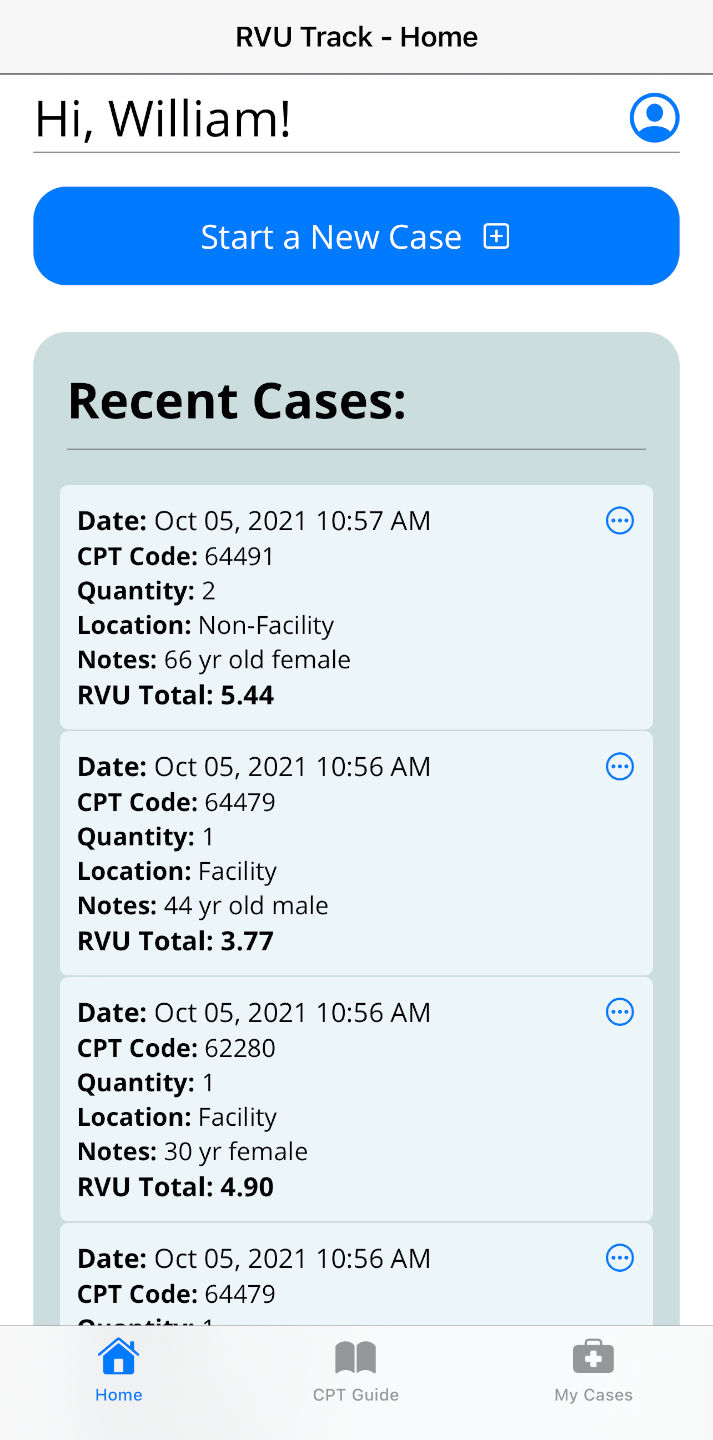 RVU Track - Home
Hi, William!
Start a New Case
Recent Cases:
Date: Oct 05, 2021 10:57 AM
CPT Code: 64491
Quantity: 2
Location: Non-Facility
Notes: 66 yr old female
RVU Total: 5.44
Date: Oct 05, 2021 10:56 AM
CPT Code: 64479
Quantity: 1
Location: Facility
Notes: 44 yr old male
RVU Total: 3.77
Date: Oct 05, 2021 10:56 AM
CPT Code: 62280
Quantity: 1
Location: Facility
Notes: 30 yr female
RVU Total: 4.90
Date: Oct 05, 2021 10:56 AM
CPT Code: 64479
Quantity: 1
Home
CPT Guide
My Cases